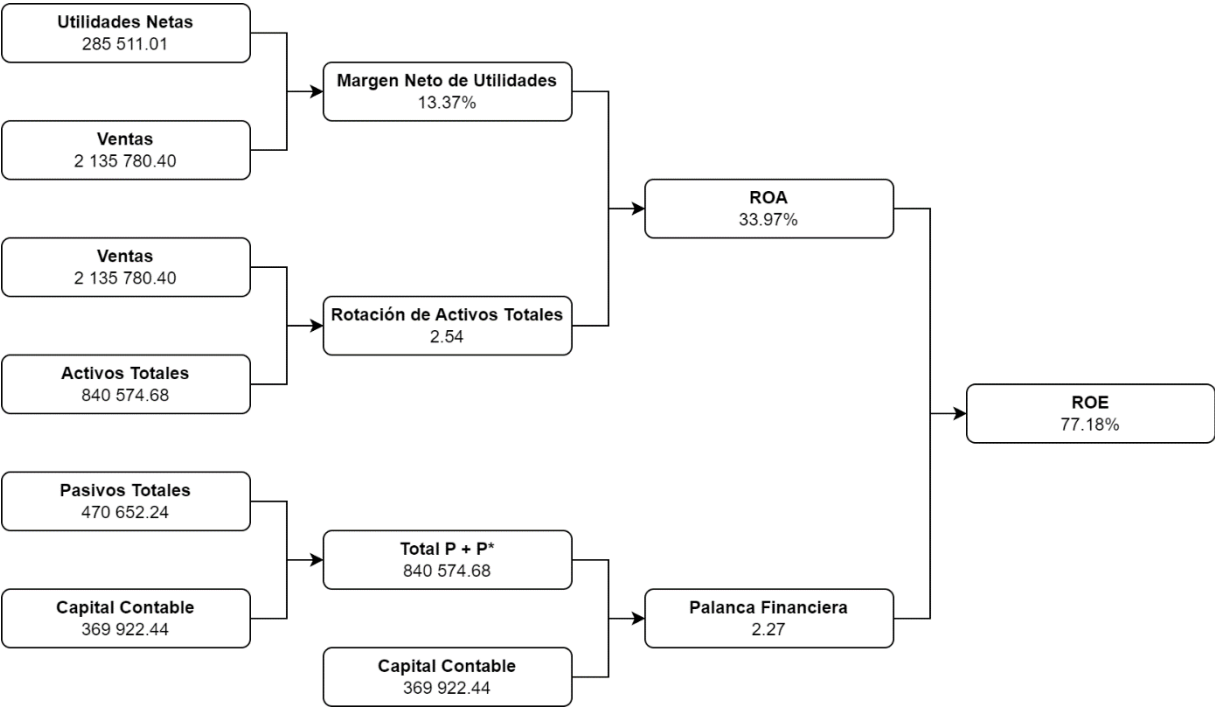 Utilidades Netas
285 511.01
Margen Neto de Utilidades
13.37%
Ventas
2 135 780.40
ROA
33.97%
Ventas
2 135 780.40
Rotación de Activos Totales
2.54
Activos Totales
840 574.68
ROE
77.18%
Pasivos Totales
470 652.24
Total P + P*
840 574.68
Capital Contable
369 922.44
Palanca Financiera
2.27
Capital Contable
369 922.44